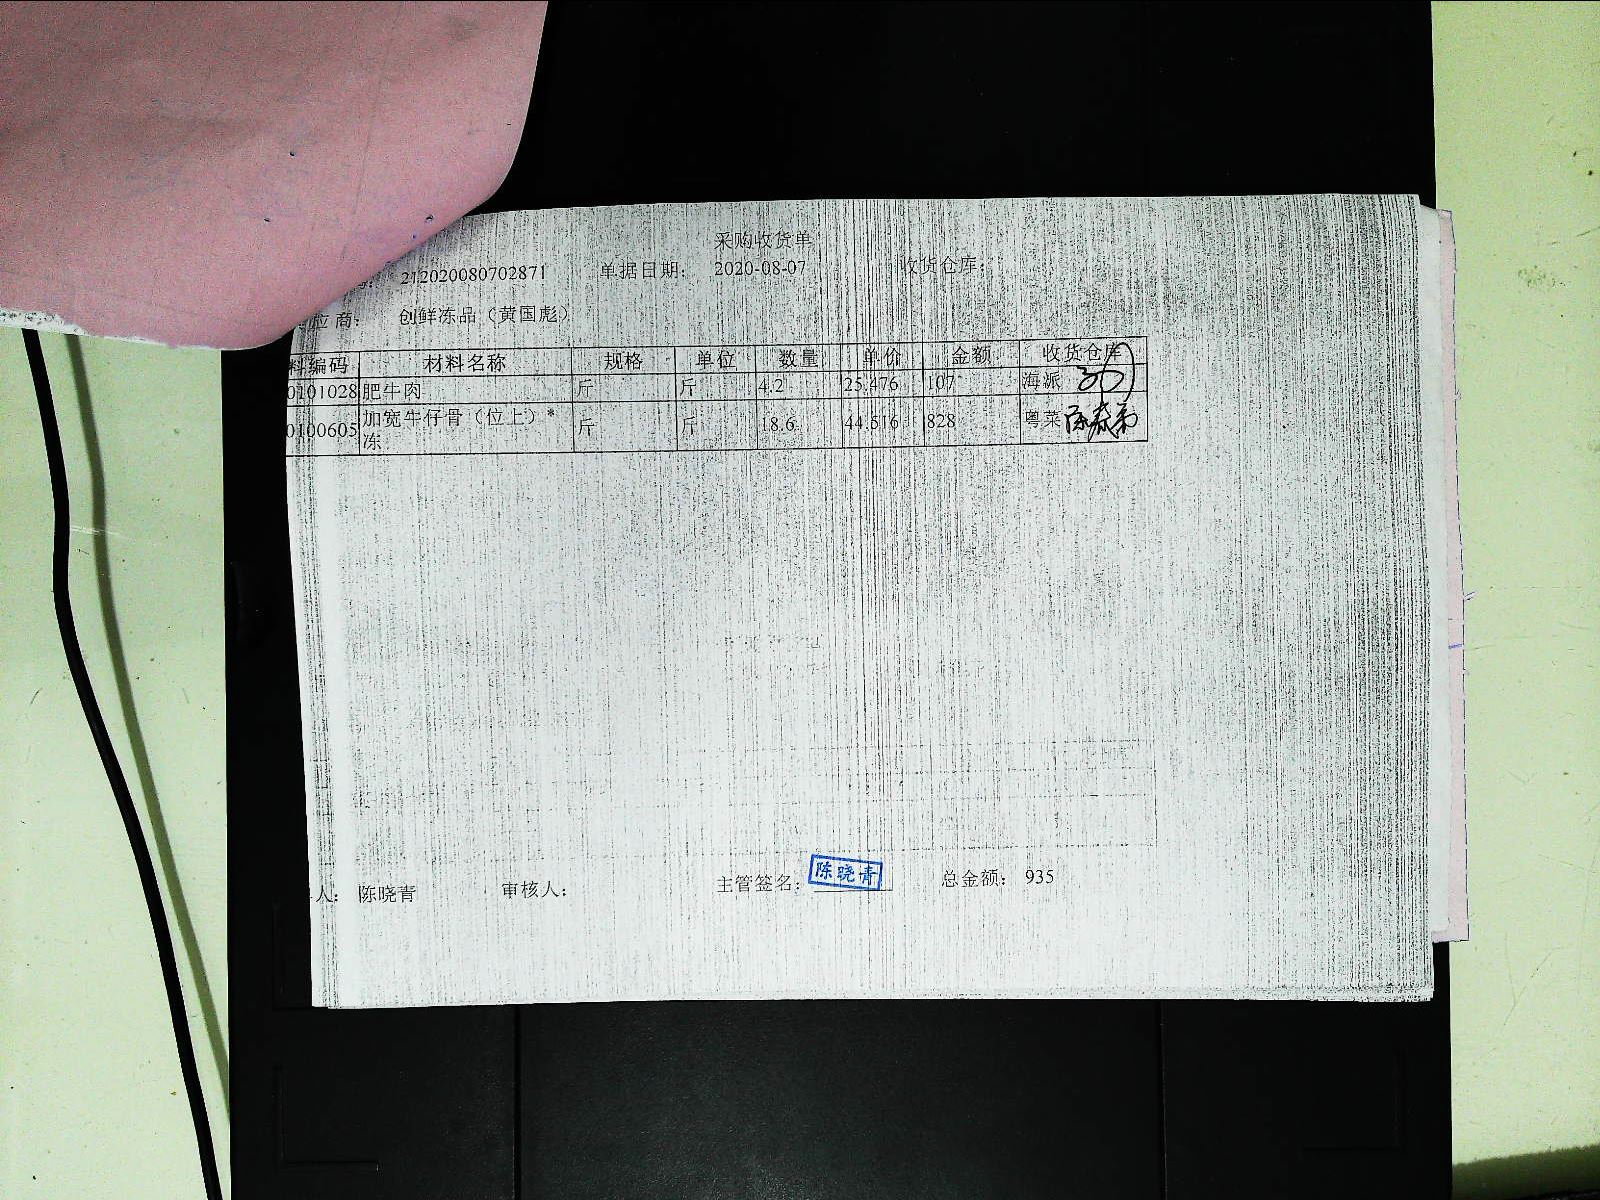 采购收货单
212020080702871 单据日期： 2020-08-07 收货仓库：
应商： 创鲜冻品（黄国彪）
料编码 材料名称 规格 单位 数量 单价 金额 收货仓库
0101028 肥牛肉 斤 斤 4.2 25.476 107 海派
0100605 加宽牛仔骨（位上）* 斤 斤 18.6 44.516 828 粤菜
冻
人： 陈晓青 审核人： 主管签名： 陈晓青 总金额： 935